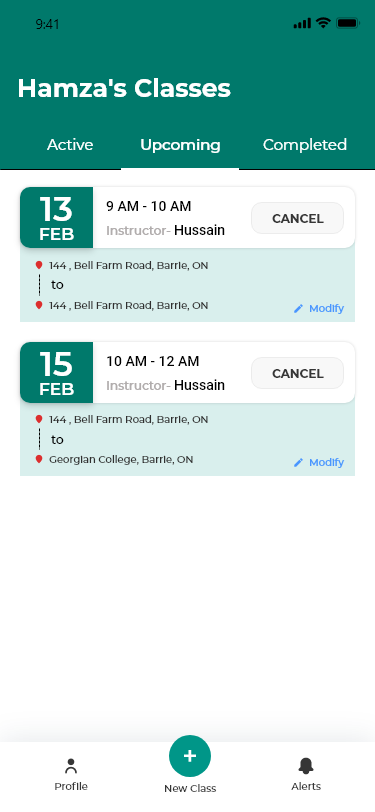 9:41
Hamza's Classes
Active Upcoming Completed
13
FEB
9 AM - 10 AM
Instructor- Hussain
CANCEL
144 , Bell Farm Road, Barrie, ON
to
144 , Bell Farm Road, Barrie, ON
Modify
15
FEB
10 AM - 12 AM
Instructor- Hussain
CANCEL
144 , Bell Farm Road, Barrie, ON
to
Georgian College, Barrie, ON
Modify
Profile New Class Alerts